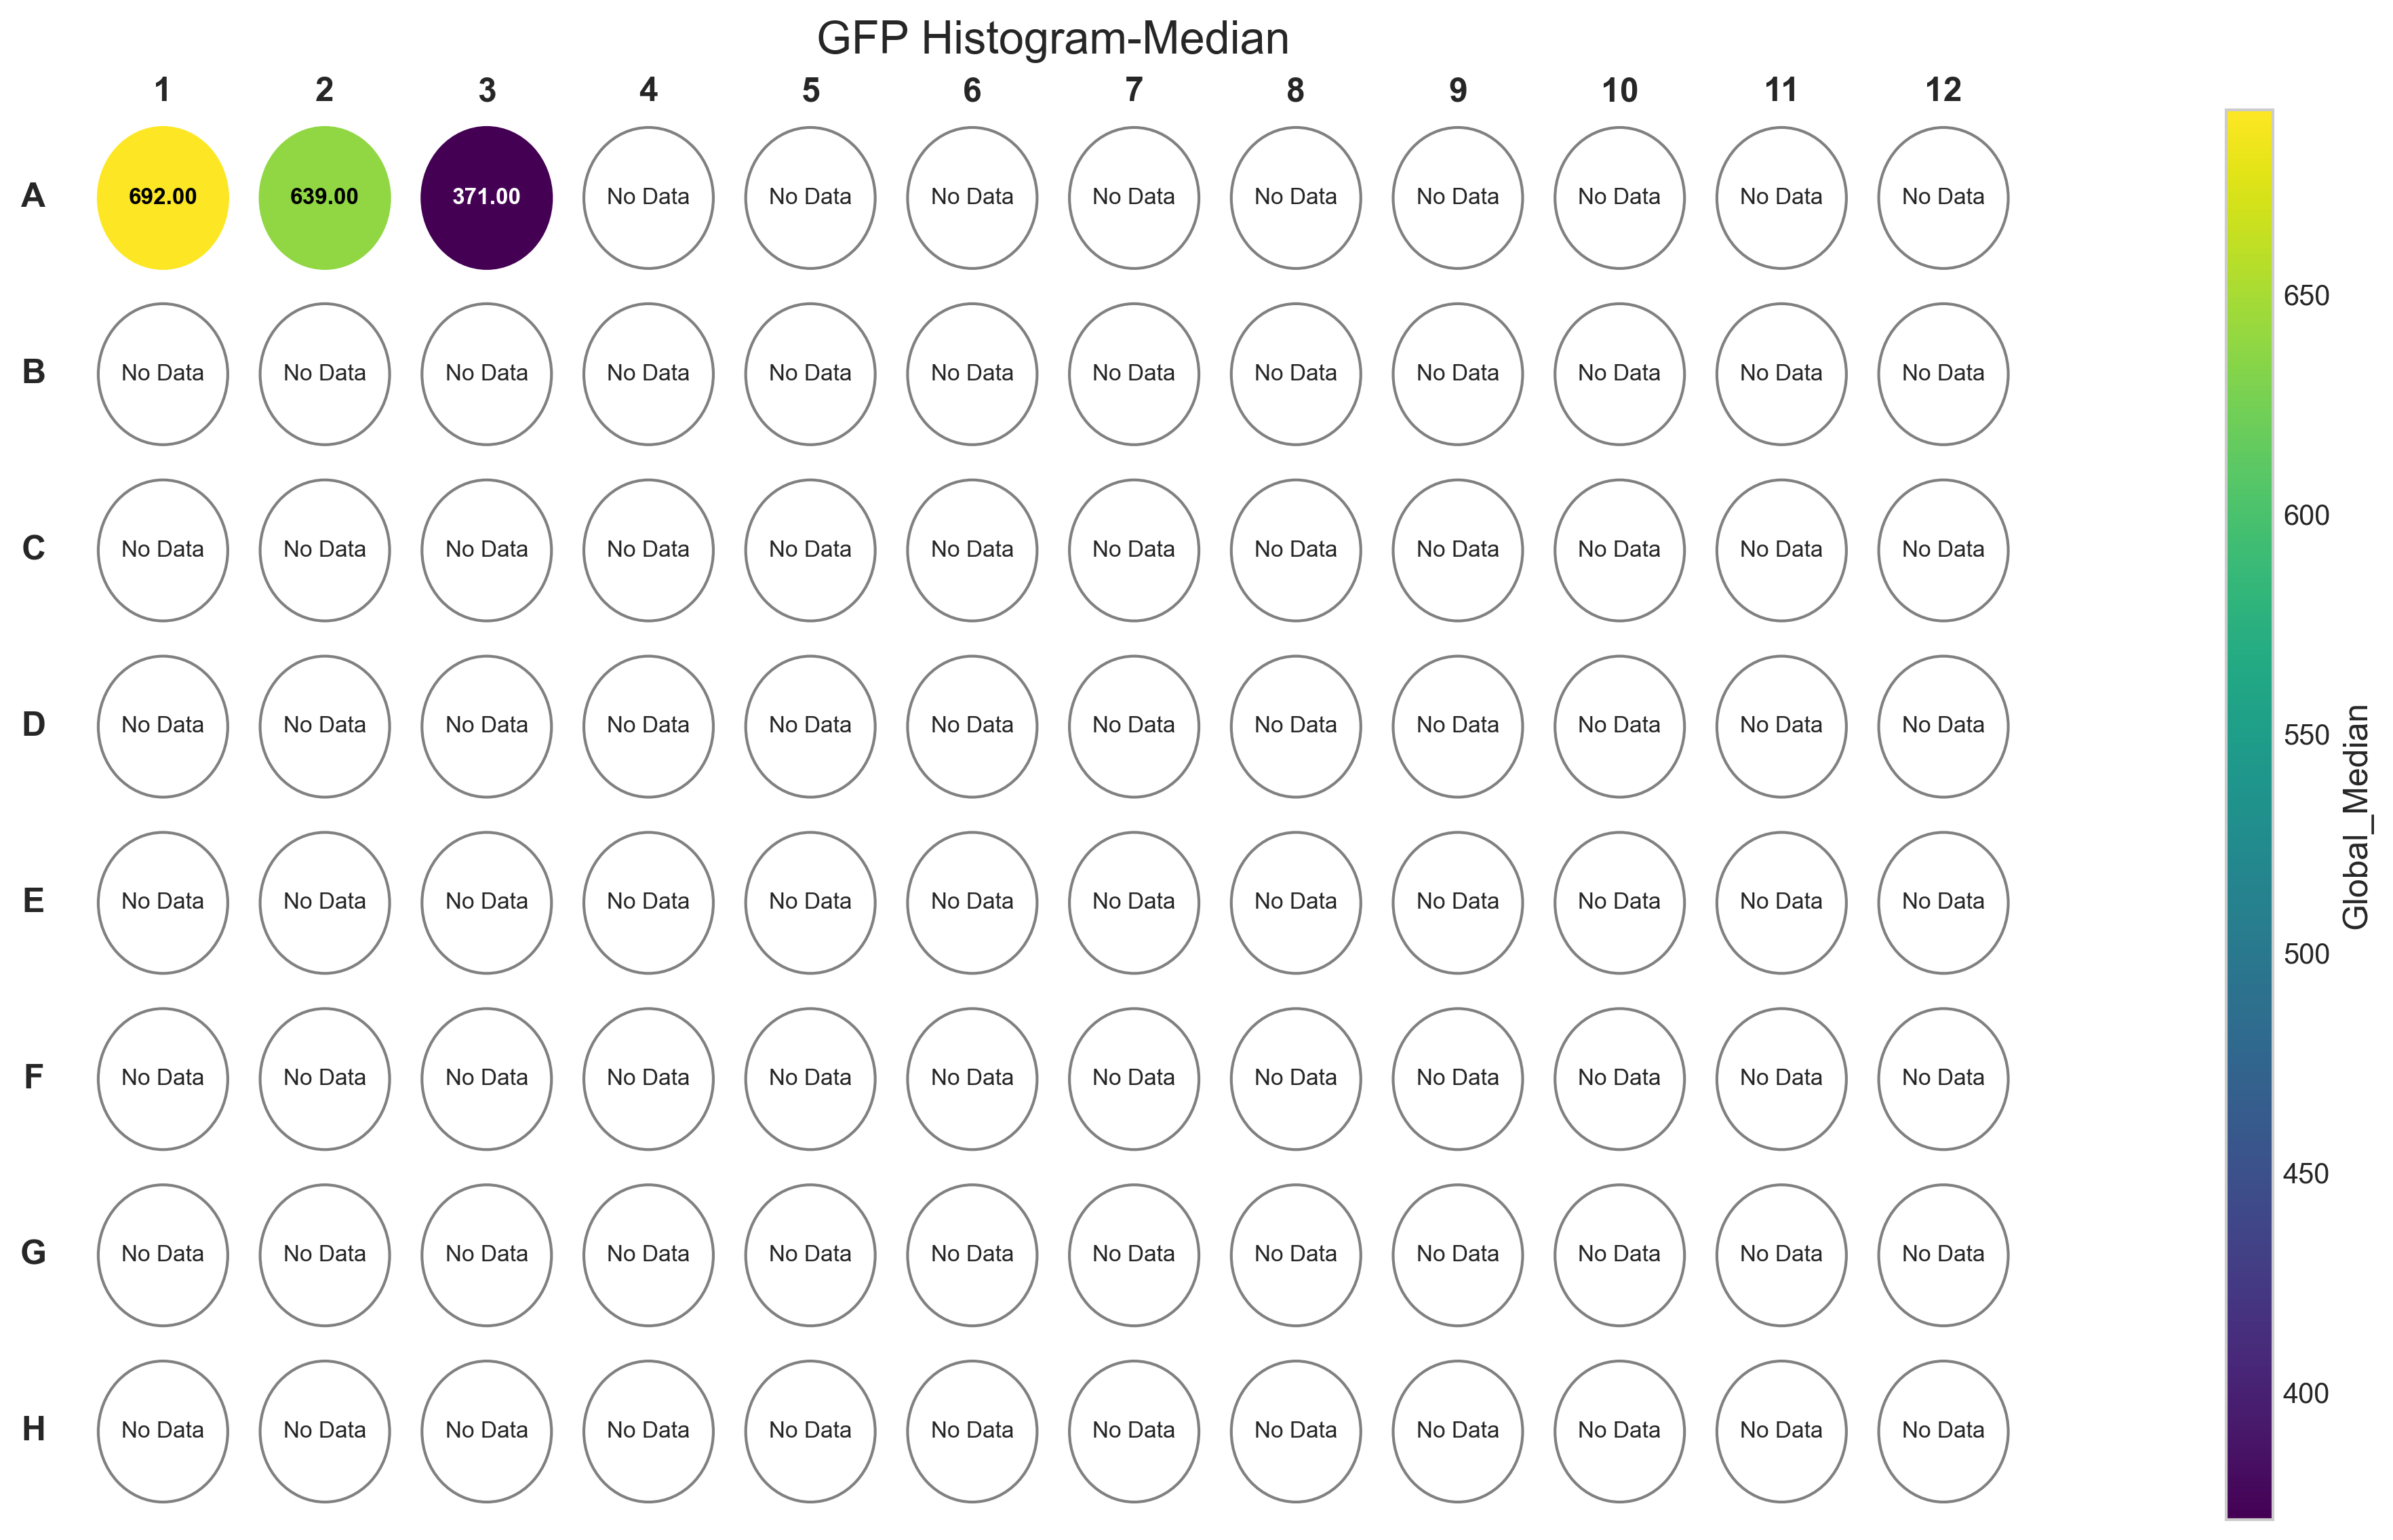 GFP Histogram-Median
1 2 3 4 5 6 7 8 9 10 11 12
A 692.00 639.00 371.00 No Data No Data No Data No Data No Data No Data No Data No Data No Data
B No Data No Data No Data No Data No Data No Data No Data No Data No Data No Data No Data No Data
C No Data No Data No Data No Data No Data No Data No Data No Data No Data No Data No Data No Data
D No Data No Data No Data No Data No Data No Data No Data No Data No Data No Data No Data No Data
E No Data No Data No Data No Data No Data No Data No Data No Data No Data No Data No Data No Data
F No Data No Data No Data No Data No Data No Data No Data No Data No Data No Data No Data No Data
G No Data No Data No Data No Data No Data No Data No Data No Data No Data No Data No Data No Data
H No Data No Data No Data No Data No Data No Data No Data No Data No Data No Data No Data No Data
650
600
550
500
450
400
Global_Median